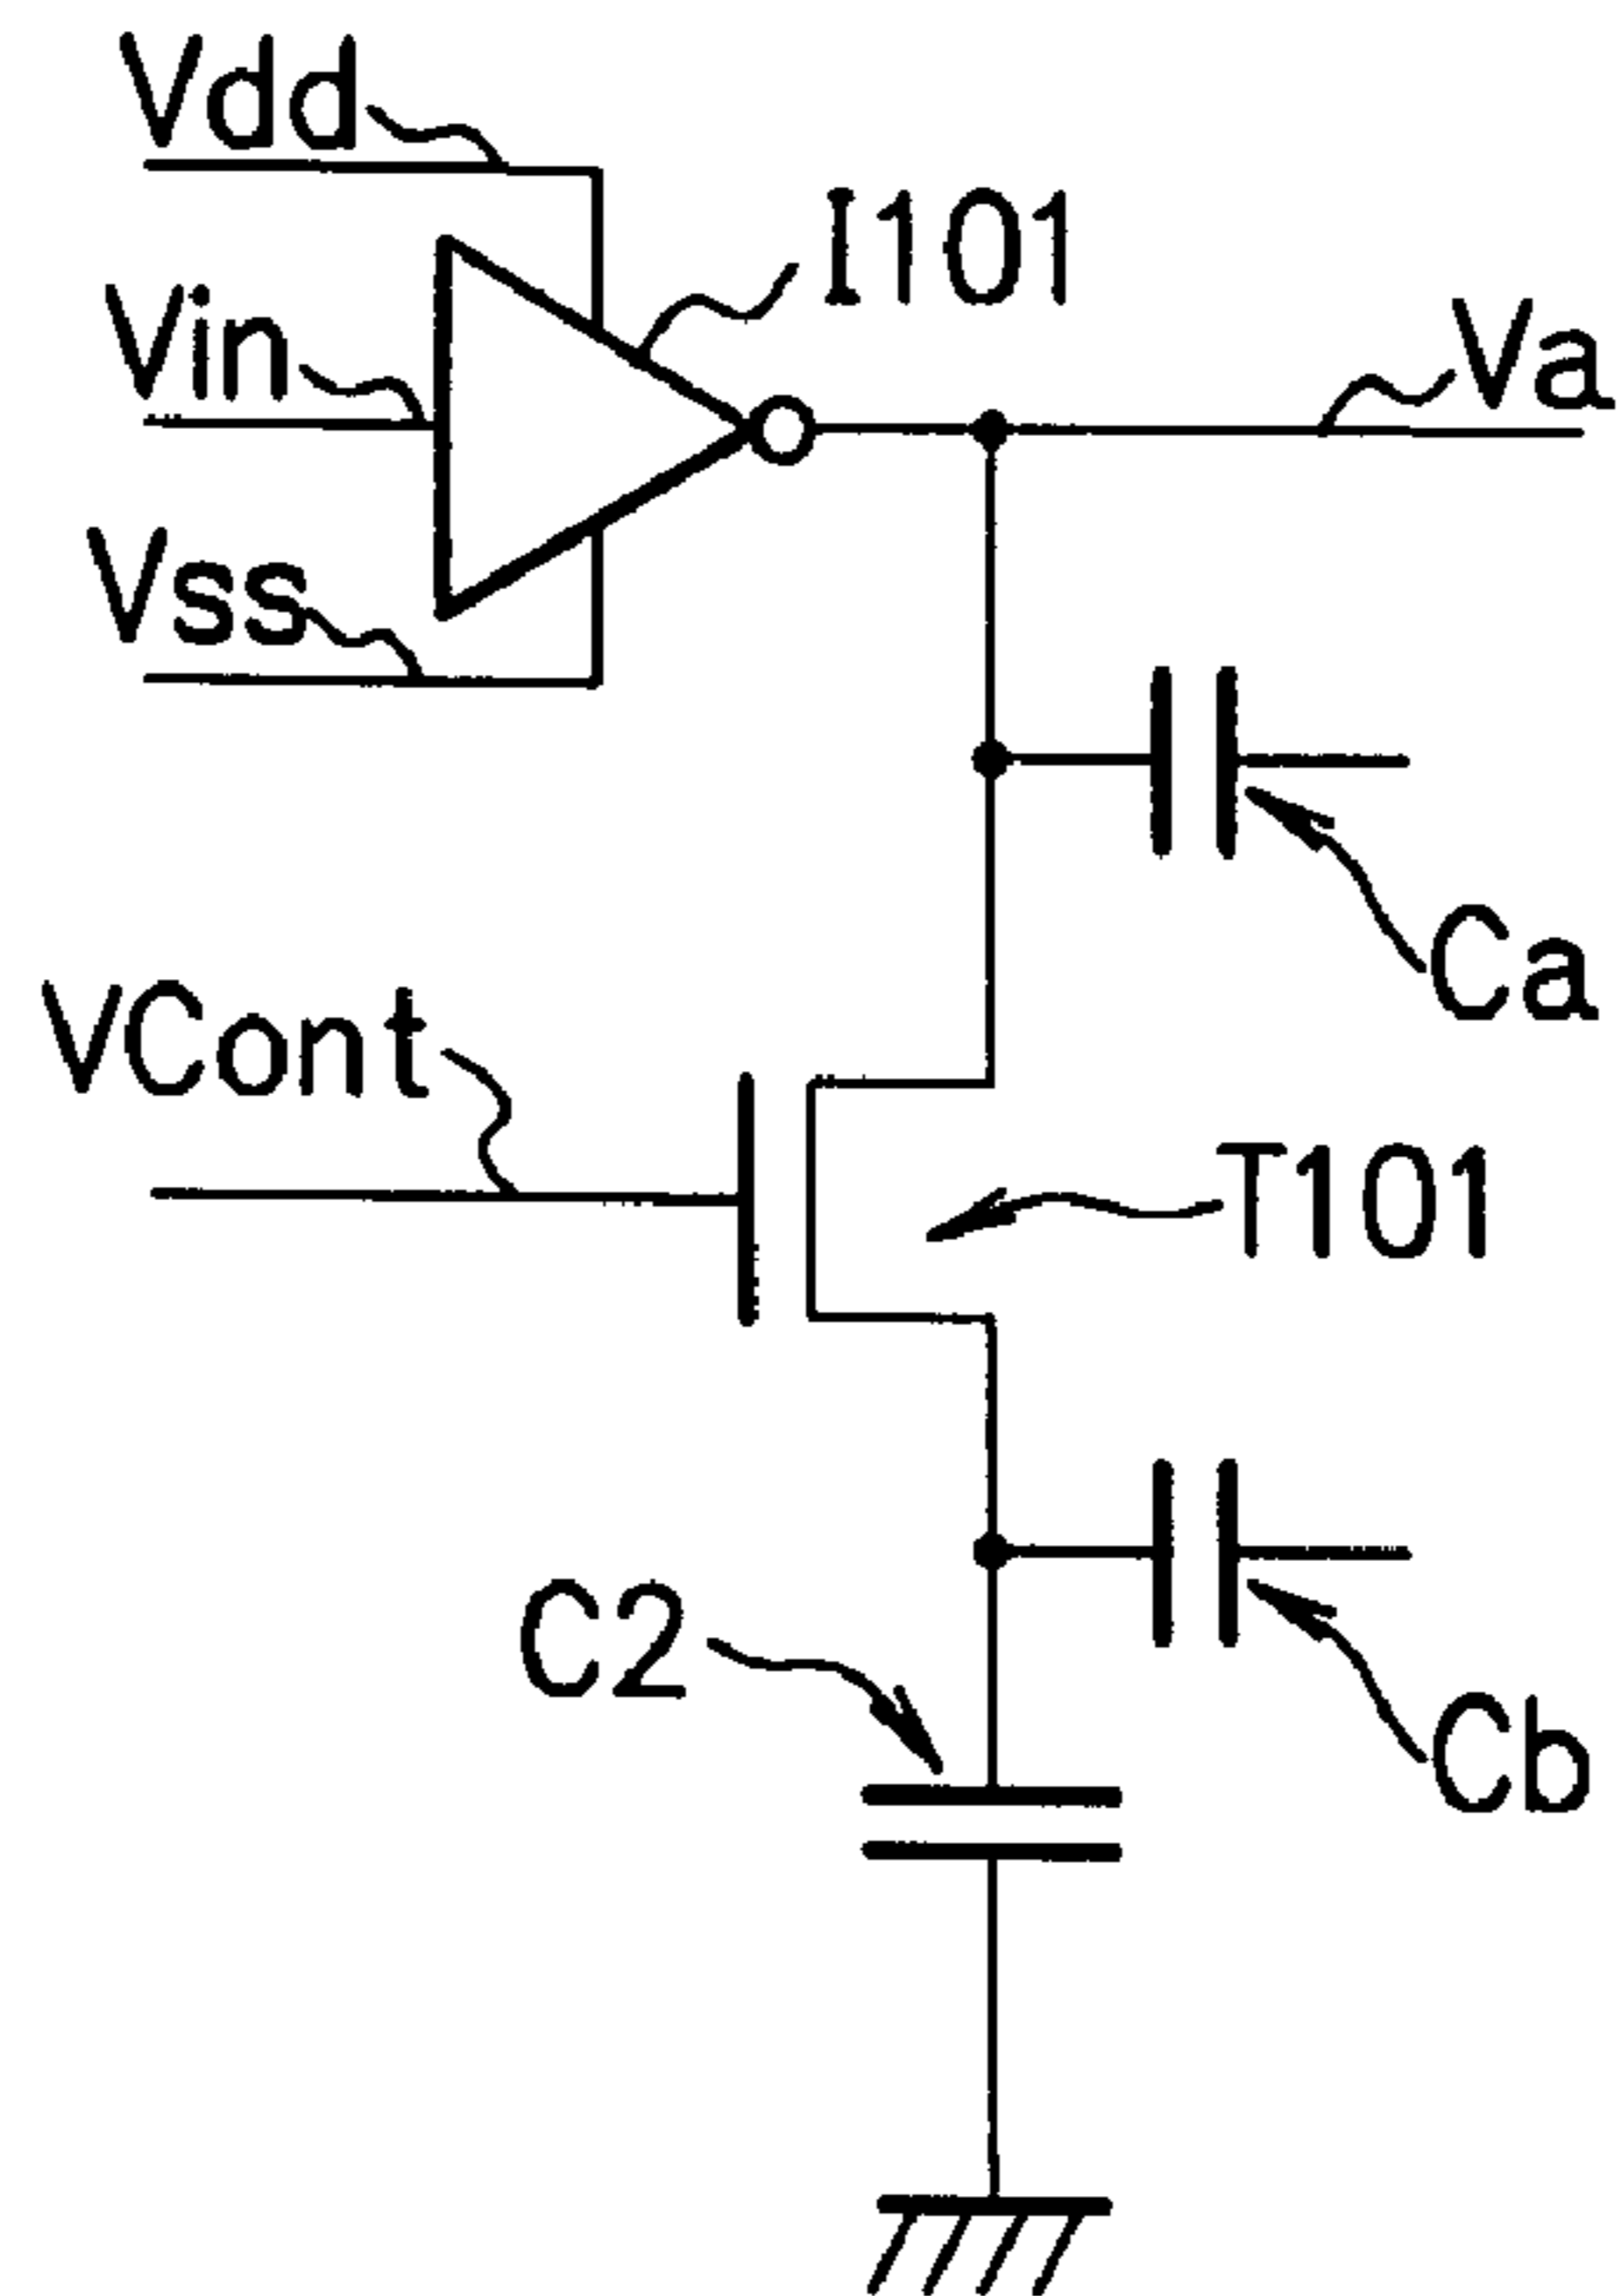 Vdd
I101
Vin
Va
Vss
Ca
VCont
T101
C2
Cb